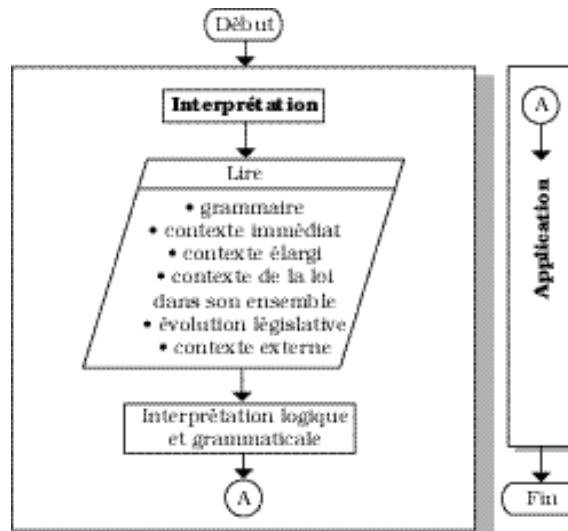 Début
Interprétation
Lire
• grammaire
• contexte immédiat
• contexte élargi
• contexte de la loi
dans son ensemble
• évolution législative
• contexte externe
Interprétation logique
et grammaticale
A
A
Application
Fin